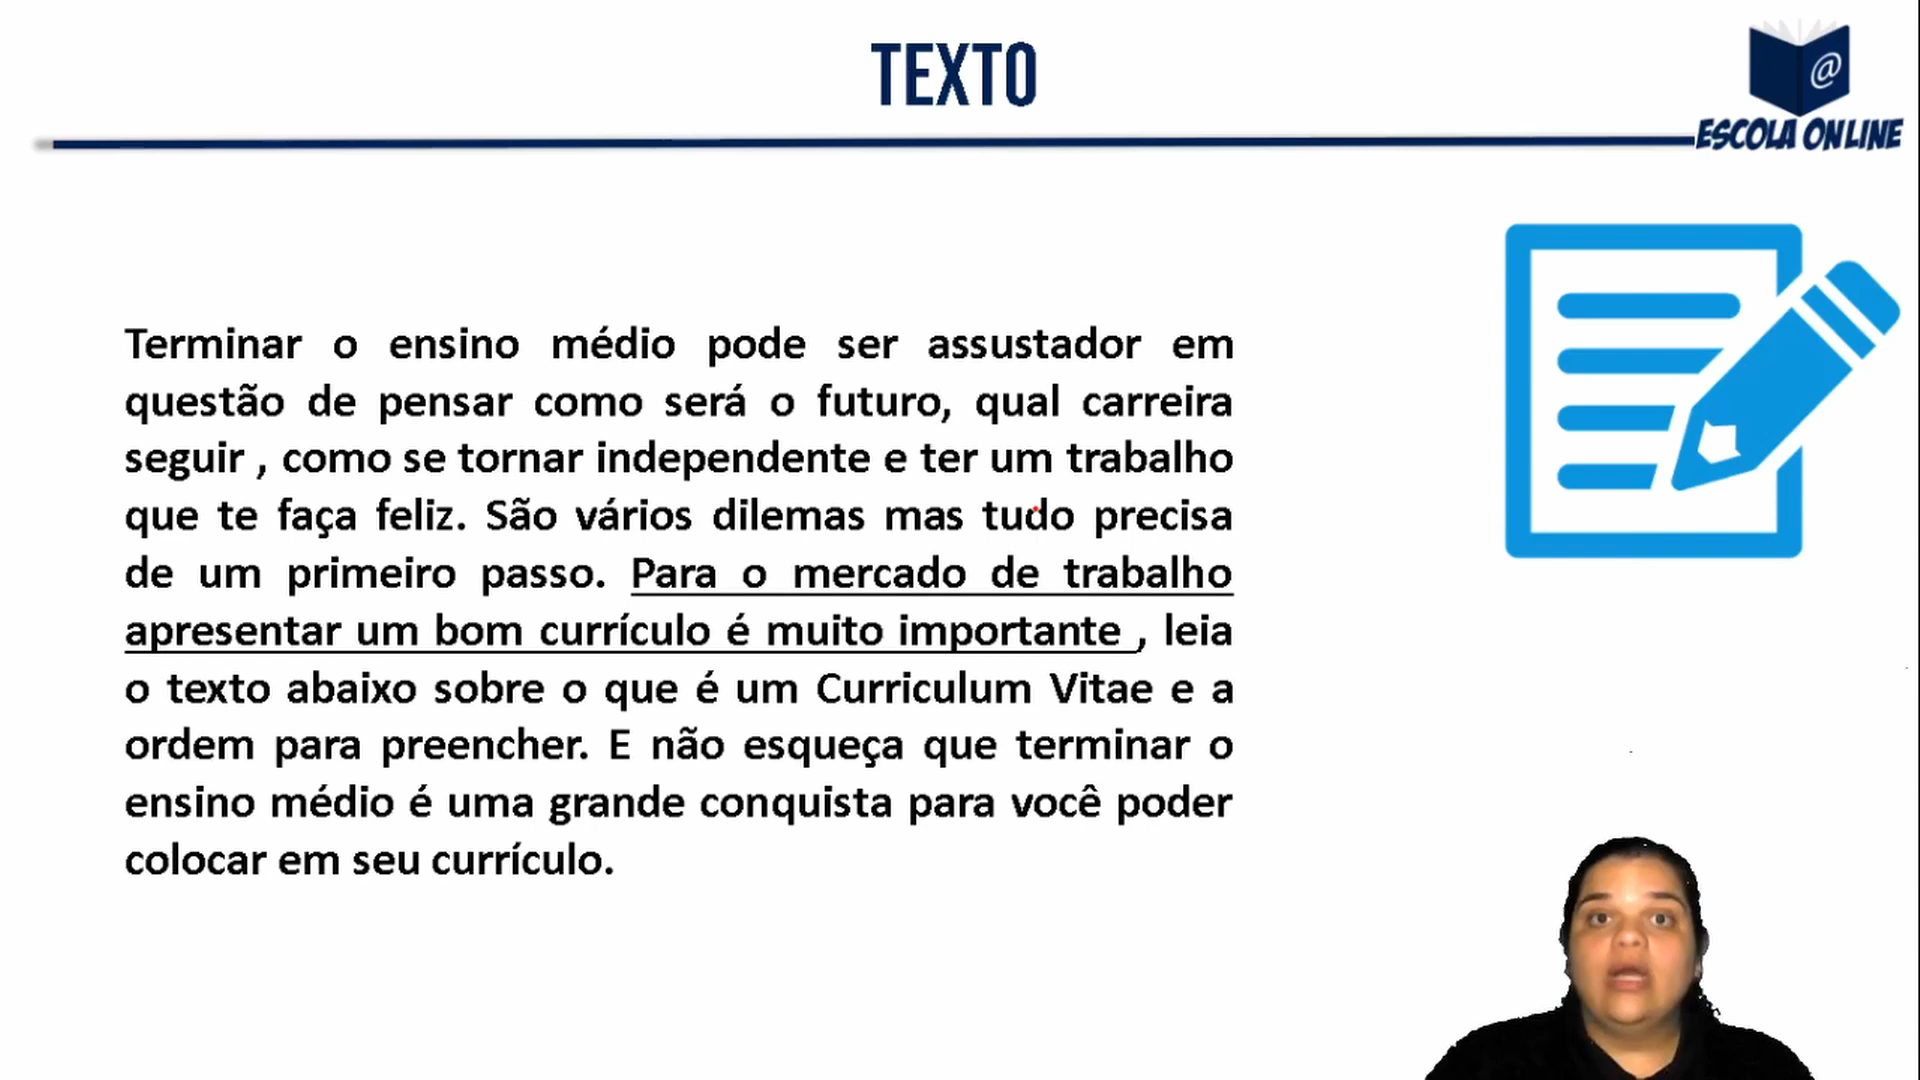 TEXTO
@
ESCOLA ONLINE
Terminar o ensino médio pode ser assustador em
questão de pensar como será o futuro, qual carreira
seguir , como se tornar independente e ter um trabalho
que te faça feliz. São vários dilemas mas tudo precisa
de um primeiro passo. Para o mercado de trabalho
apresentar um bom currículo é muito importante , leia
o texto abaixo sobre o que é um Curriculum Vitae e a
ordem para preencher. E não esqueça que terminar o
ensino médio é uma grande conquista para você poder
colocar em seu currículo.